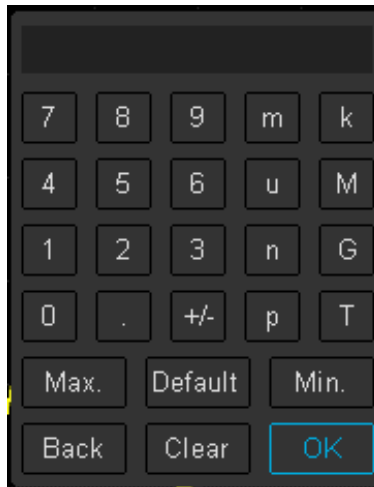 7 8 9 m k
4 5 6 u M
1 2 3 n G
0 . +/- p T
Max. Default Min.
Back Clear OK